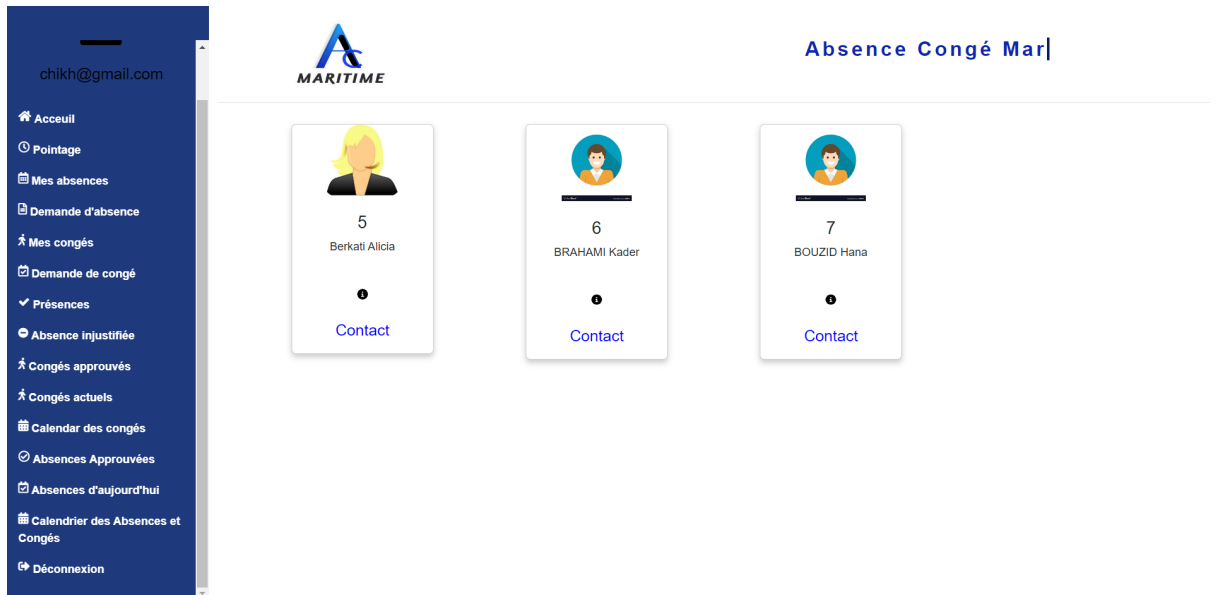 chikh@gmail.com
Acceuil
Pointage
Mes absences
Demande d'absence
Mes congés
Demande de congé
Présences
Absence injustifiée
Congés approuvés
Congés actuels
Calendar des congés
Absences Approuvées
Absences d'aujourd'hui
Calendrier des Absences et
Congés
Déconnexion
AC
MARITIME
Absence Congé Mar
5
Berkati Alicia
Contact
6
BRAHAMI Kader
Contact
7
BOUZID Hana
Contact